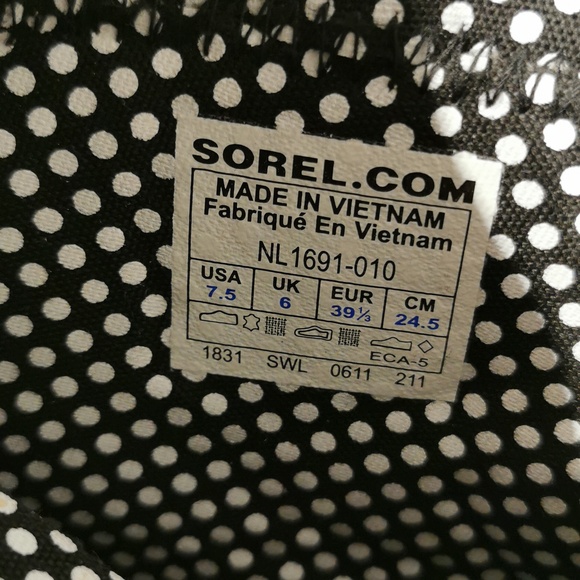 SOREL.COM
MADE IN VIETNAM
Fabriqué En Vietnam
NL1691-010
USA UK EUR CM
7.5 6 39⅓ 24.5
ECA-5
1831 SWL 0611 211